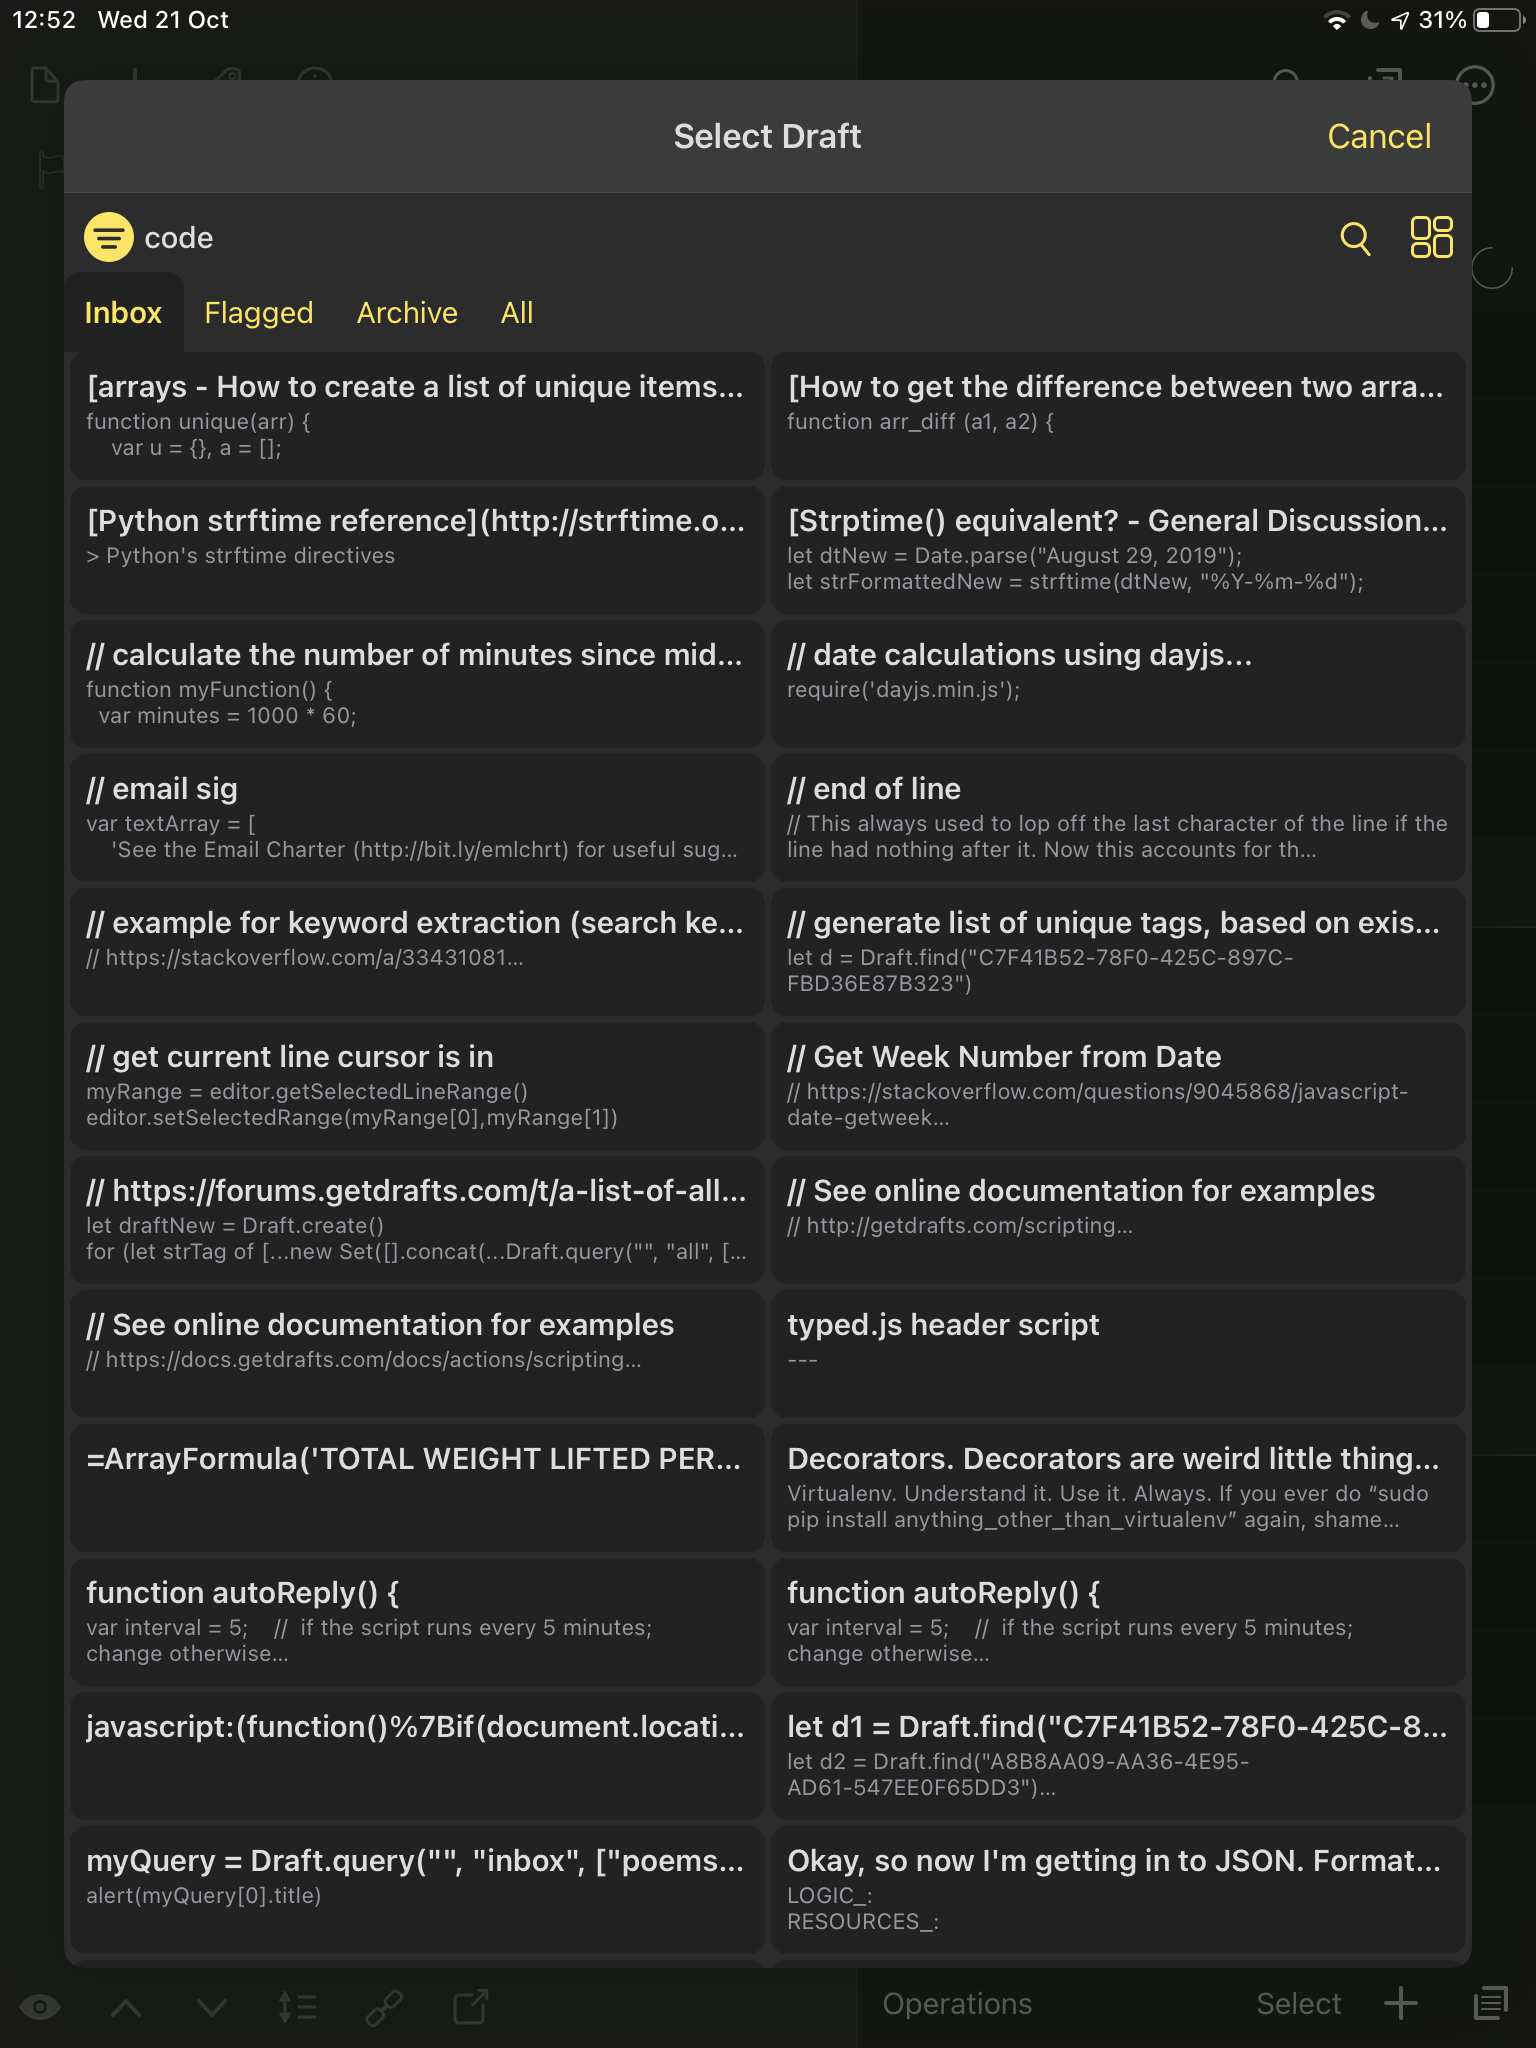 12:52 Wed 21 Oct
31%
Select Draft
Cancel
code
Inbox Flagged Archive All
[arrays - How to create a list of unique items...
function unique(arr) {
var u = {}, a = [];
[How to get the difference between two arra...
function arr_diff (a1, a2) {
[Python strftime reference](http://strftime.o...
> Python's strftime directives
[Strptime() equivalent? - General Discussion...
let dtNew = Date.parse("August 29, 2019");
let strFormattedNew = strftime(dtNew, "%Y-%m-%d");
// calculate the number of minutes since mid...
function myFunction() {
var minutes = 1000 * 60;
// date calculations using dayjs...
require('dayjs.min.js');
// email sig
var textArray = [
'See the Email Charter (http://bit.ly/emlchrt) for useful sug...
// end of line
// This always used to lop off the last character of the line if the
line had nothing after it. Now this accounts for th...
// example for keyword extraction (search ke...
// https://stackoverflow.com/a/33431081...
// generate list of unique tags, based on exis...
let d = Draft.find("C7F41B52-78F0-425C-897C-
FBD36E87B323")
// get current line cursor is in
myRange = editor.getSelectedLineRange()
editor.setSelectedRange(myRange[0],myRange[1])
// Get Week Number from Date
// https://stackoverflow.com/questions/9045868/javascript-
date-getweek...
// https://forums.getdrafts.com/t/a-list-of-all...
let draftNew = Draft.create()
for (let strTag of [...new Set([].concat(...Draft.query("", "all", [...
// See online documentation for examples
// http://getdrafts.com/scripting...
// See online documentation for examples
// https://docs.getdrafts.com/docs/actions/scripting...
typed.js header script
---
=ArrayFormula('TOTAL WEIGHT LIFTED PER...
Decorators. Decorators are weird little thing...
Virtualenv. Understand it. Use it. Always. If you ever do “sudo
pip install anything_other_than_virtualenv” again, shame...
function autoReply() {
var interval = 5; // if the script runs every 5 minutes;
change otherwise...
function autoReply() {
var interval = 5; // if the script runs every 5 minutes;
change otherwise...
javascript:(function()%7Bif(document.locati...
let d1 = Draft.find("C7F41B52-78F0-425C-8...
let d2 = Draft.find("A8B8AA09-AA36-4E95-
AD61-547EE0F65DD3")...
myQuery = Draft.query("", "inbox", ["poems...
alert(myQuery[0].title)
Okay, so now I'm getting in to JSON. Format...
LOGIC_:
RESOURCES_:
Operations
Select